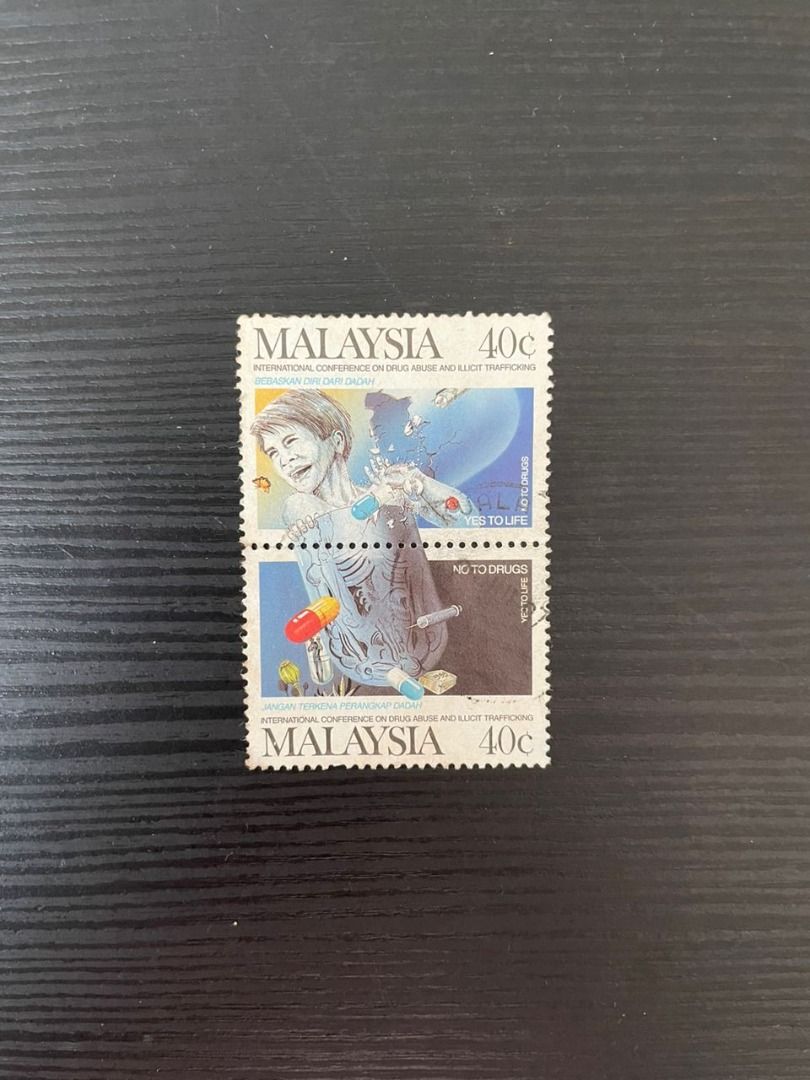 MALAYSIA 40¢
INTERNATIONAL CONFERENCE ON DRUG ABUSE AND ILLICIT TRAFFICKING
BEBASKAN DIRI DARI DADAH
NO TO DRUGS
YES TO LIFE
NO TO DRUGS
YES TO LIFE
JANGAN TERKENA PERANGKAP DADAH
INTERNATIONAL CONFERENCE ON DRUG ABUSE AND ILLICIT TRAFFICKING
MALAYSIA 40¢